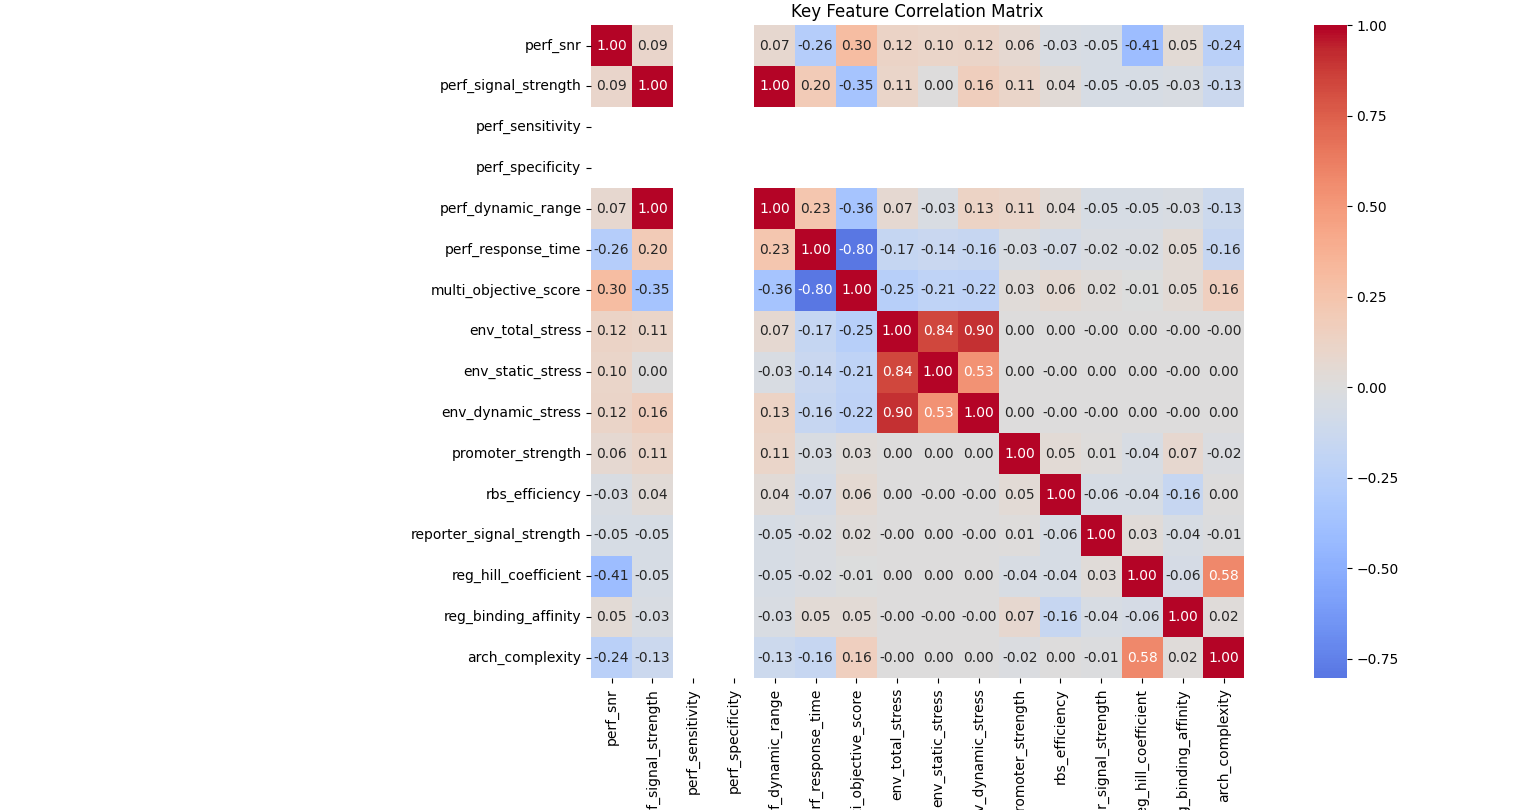 Key Feature Correlation Matrix
perf_snr 1.00 0.09 0.07 -0.26 0.30 0.12 0.10 0.12 0.06 -0.03 -0.05 -0.41 0.05 -0.24
perf_signal_strength 0.09 1.00 1.00 0.20 -0.35 0.11 0.00 0.16 0.11 0.04 -0.05 -0.05 -0.03 -0.13
perf_sensitivity
perf_specificity
perf_dynamic_range 0.07 1.00 1.00 0.23 -0.36 0.07 -0.03 0.13 0.11 0.04 -0.05 -0.05 -0.03 -0.13
perf_response_time -0.26 0.20 0.23 1.00 -0.80 -0.17 -0.14 -0.16 -0.03 -0.07 -0.02 -0.02 0.05 -0.16
multi_objective_score 0.30 -0.35 -0.36 -0.80 1.00 -0.25 -0.21 -0.22 0.03 0.06 0.02 -0.01 0.05 0.16
env_total_stress 0.12 0.11 0.07 -0.17 -0.25 1.00 0.84 0.90 0.00 0.00 -0.00 0.00 -0.00 -0.00
env_static_stress 0.10 0.00 -0.03 -0.14 -0.21 0.84 1.00 0.53 0.00 -0.00 0.00 0.00 -0.00 0.00
env_dynamic_stress 0.12 0.16 0.13 -0.16 -0.22 0.90 0.53 1.00 0.00 -0.00 -0.00 0.00 -0.00 0.00
promoter_strength 0.06 0.11 0.11 -0.03 0.03 0.00 0.00 0.00 1.00 0.05 0.01 -0.04 0.07 -0.02
rbs_efficiency -0.03 0.04 0.04 -0.07 0.06 0.00 -0.00 -0.00 0.05 1.00 -0.06 -0.04 -0.16 0.00
reporter_signal_strength -0.05 -0.05 -0.05 -0.02 0.02 -0.00 0.00 -0.00 0.01 -0.06 1.00 0.03 -0.04 -0.01
reg_hill_coefficient -0.41 -0.05 -0.05 -0.02 -0.01 0.00 0.00 0.00 -0.04 -0.04 0.03 1.00 -0.06 0.58
reg_binding_affinity 0.05 -0.03 -0.03 0.05 0.05 -0.00 -0.00 -0.00 0.07 -0.16 -0.04 -0.06 1.00 0.02
arch_complexity -0.24 -0.13 -0.13 -0.16 0.16 -0.00 0.00 0.00 -0.02 0.00 -0.01 0.58 0.02 1.00
perf_snr
f_signal_strength
perf_sensitivity
perf_specificity
f_dynamic_range
rf_response_time
i_objective_score
env_total_stress
env_static_stress
v_dynamic_stress
romoter_strength
rbs_efficiency
r_signal_strength
eg_hill_coefficient
g_binding_affinity
arch_complexity
1.00
0.75
0.50
0.25
0.00
−0.25
−0.50
−0.75